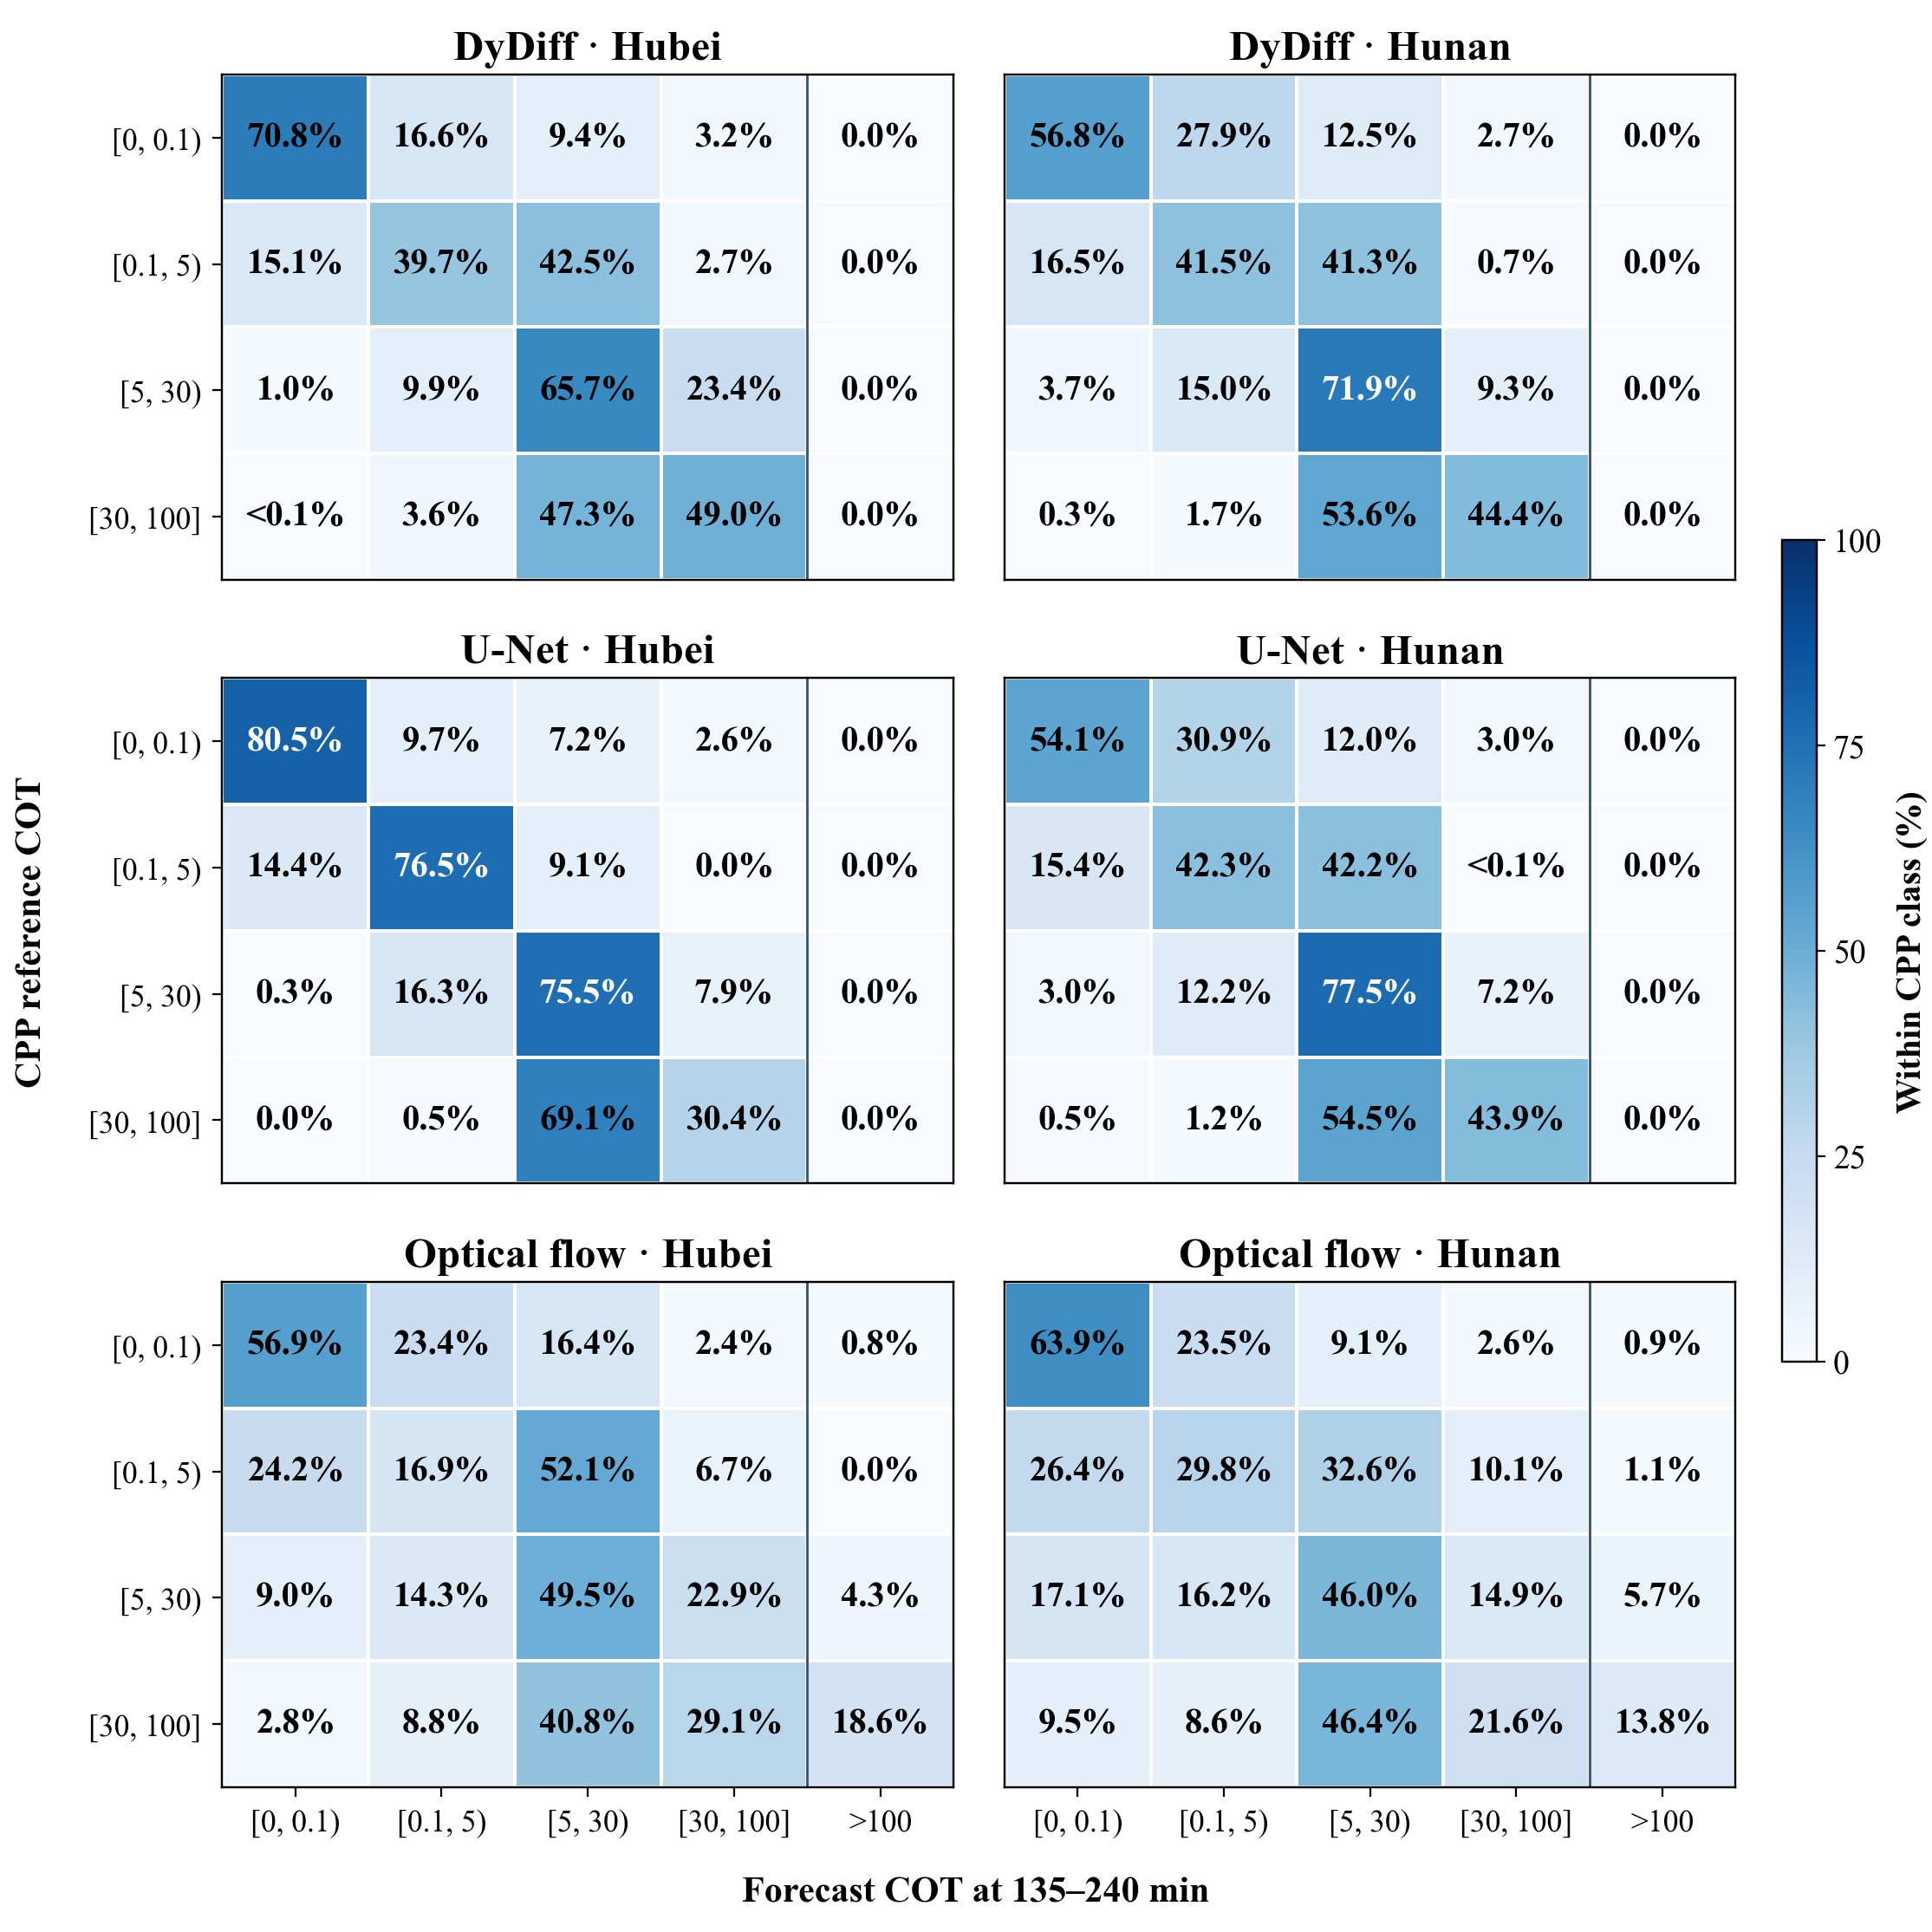 DyDiff · Hubei
DyDiff · Hunan
[0, 0.1) 70.8% 16.6% 9.4% 3.2% 0.0% 56.8% 27.9% 12.5% 2.7% 0.0%
[0.1, 5) 15.1% 39.7% 42.5% 2.7% 0.0% 16.5% 41.5% 41.3% 0.7% 0.0%
[5, 30) 1.0% 9.9% 65.7% 23.4% 0.0% 3.7% 15.0% 71.9% 9.3% 0.0%
[30, 100] <0.1% 3.6% 47.3% 49.0% 0.0% 0.3% 1.7% 53.6% 44.4% 0.0%
U-Net · Hubei
U-Net · Hunan
[0, 0.1) 80.5% 9.7% 7.2% 2.6% 0.0% 54.1% 30.9% 12.0% 3.0% 0.0%
[0.1, 5) 14.4% 76.5% 9.1% 0.0% 0.0% 15.4% 42.3% 42.2% <0.1% 0.0%
[5, 30) 0.3% 16.3% 75.5% 7.9% 0.0% 3.0% 12.2% 77.5% 7.2% 0.0%
[30, 100] 0.0% 0.5% 69.1% 30.4% 0.0% 0.5% 1.2% 54.5% 43.9% 0.0%
Optical flow · Hubei
Optical flow · Hunan
[0, 0.1) 56.9% 23.4% 16.4% 2.4% 0.8% 63.9% 23.5% 9.1% 2.6% 0.9%
[0.1, 5) 24.2% 16.9% 52.1% 6.7% 0.0% 26.4% 29.8% 32.6% 10.1% 1.1%
[5, 30) 9.0% 14.3% 49.5% 22.9% 4.3% 17.1% 16.2% 46.0% 14.9% 5.7%
[30, 100] 2.8% 8.8% 40.8% 29.1% 18.6% 9.5% 8.6% 46.4% 21.6% 13.8%
[0, 0.1) [0.1, 5) [5, 30) [30, 100] >100 [0, 0.1) [0.1, 5) [5, 30) [30, 100] >100
Forecast COT at 135–240 min
CPP reference COT
100
75
50
25
0
Within CPP class (%)